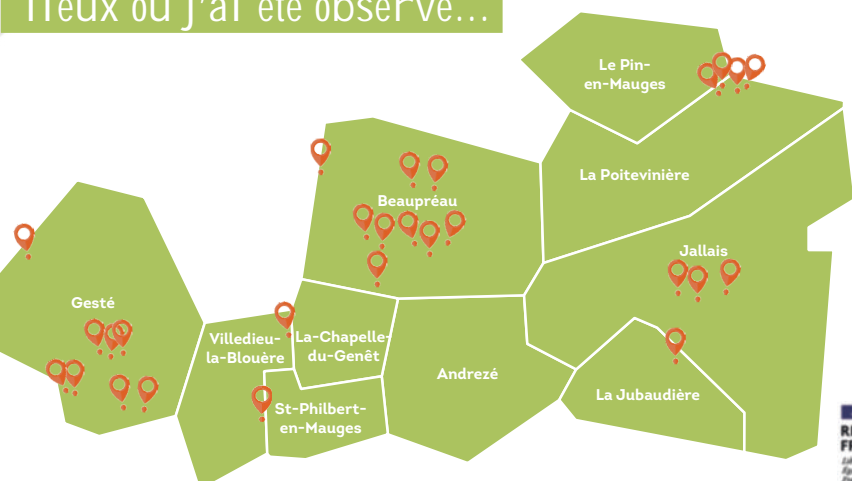 lieux où j'ai été observé...
Le Pin-
en-Mauges
La Poitevinière
Beaupréau
Jallais
Gesté
Villedieu-
la-Blouère
La-Chapelle-
du-Genêt
Andrezé
La Jubaudière
St-Philbert-
en-Mauges